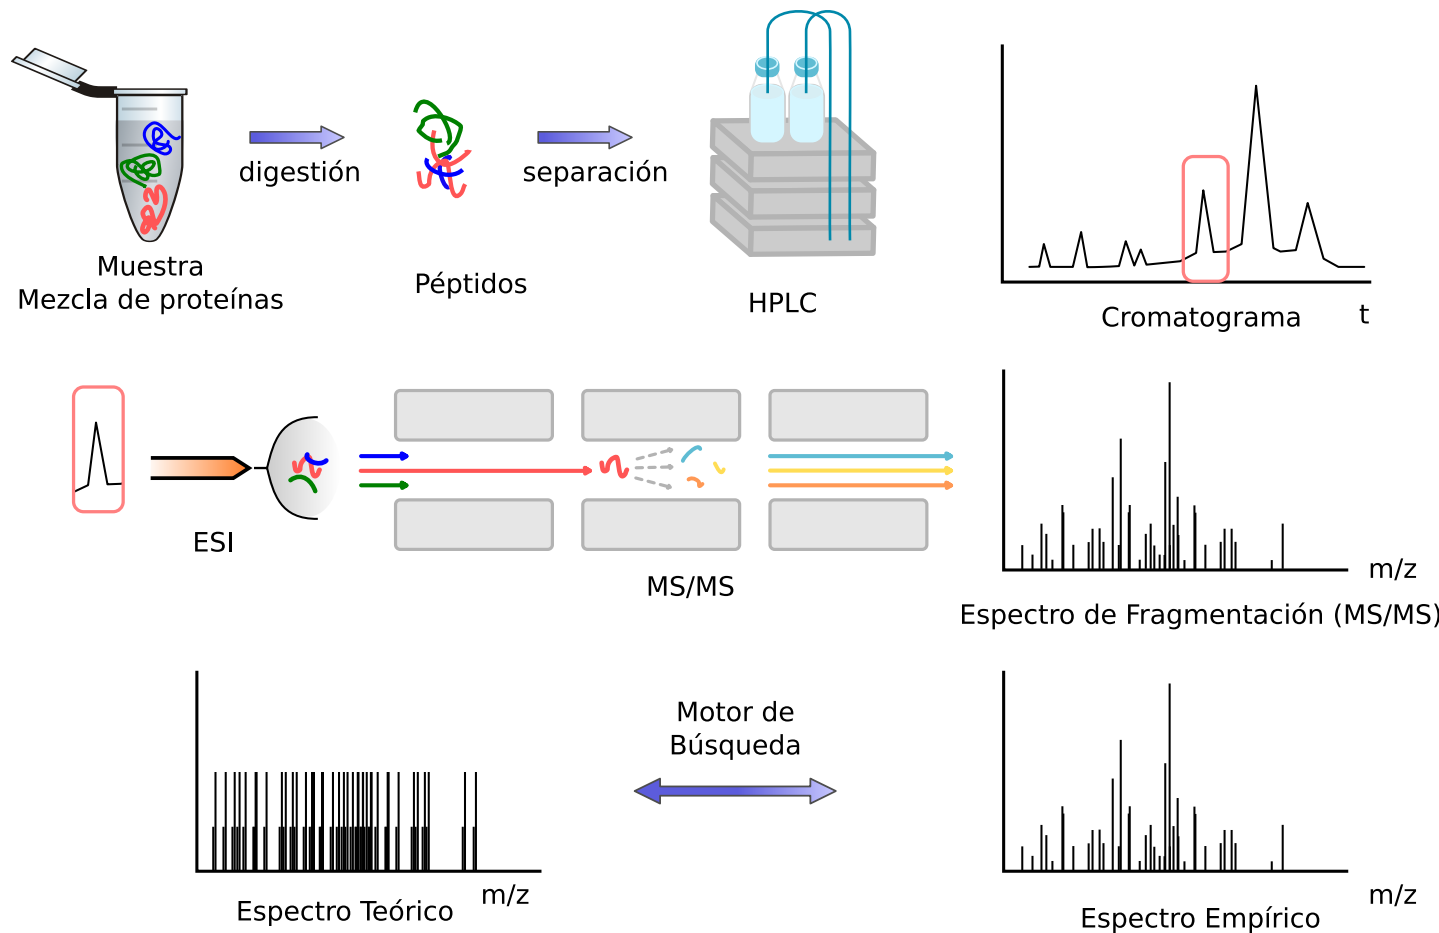 digestión
separación
Muestra
Mezcla de proteínas
Péptidos
HPLC
Cromatograma
t
ESI
MS/MS
m/z
Espectro de Fragmentación (MS/MS)
Motor de
Búsqueda
m/z
Espectro Teórico
Espectro Empírico